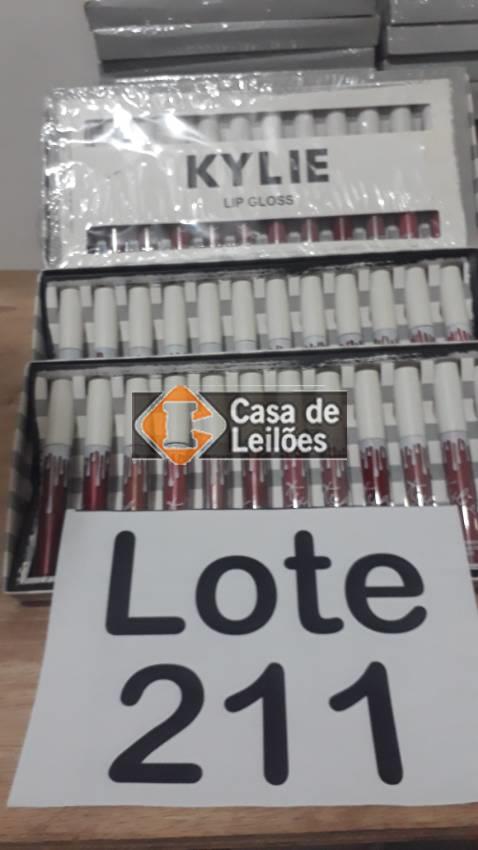 KYLIE
LIP GLOSS
Casa de
Leilões
Lote
211